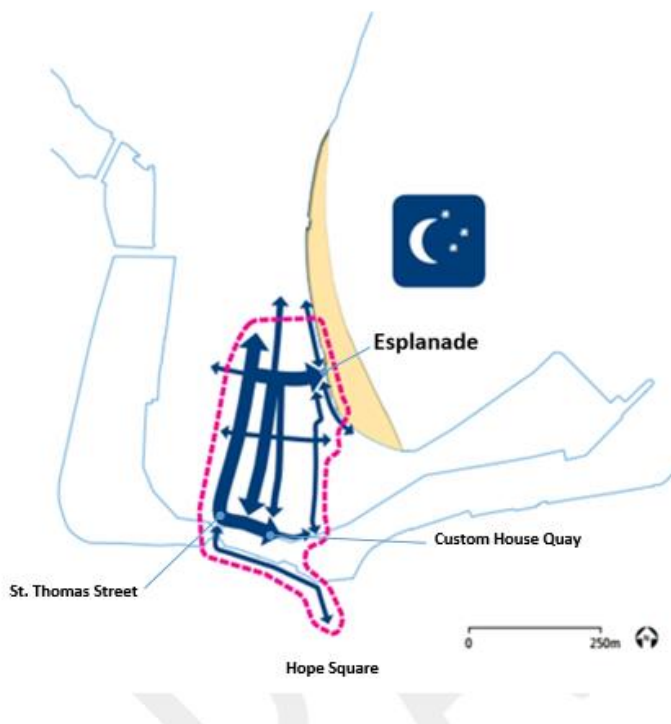 Esplanade
Custom House Quay
St. Thomas Street
0 250m
Hope Square